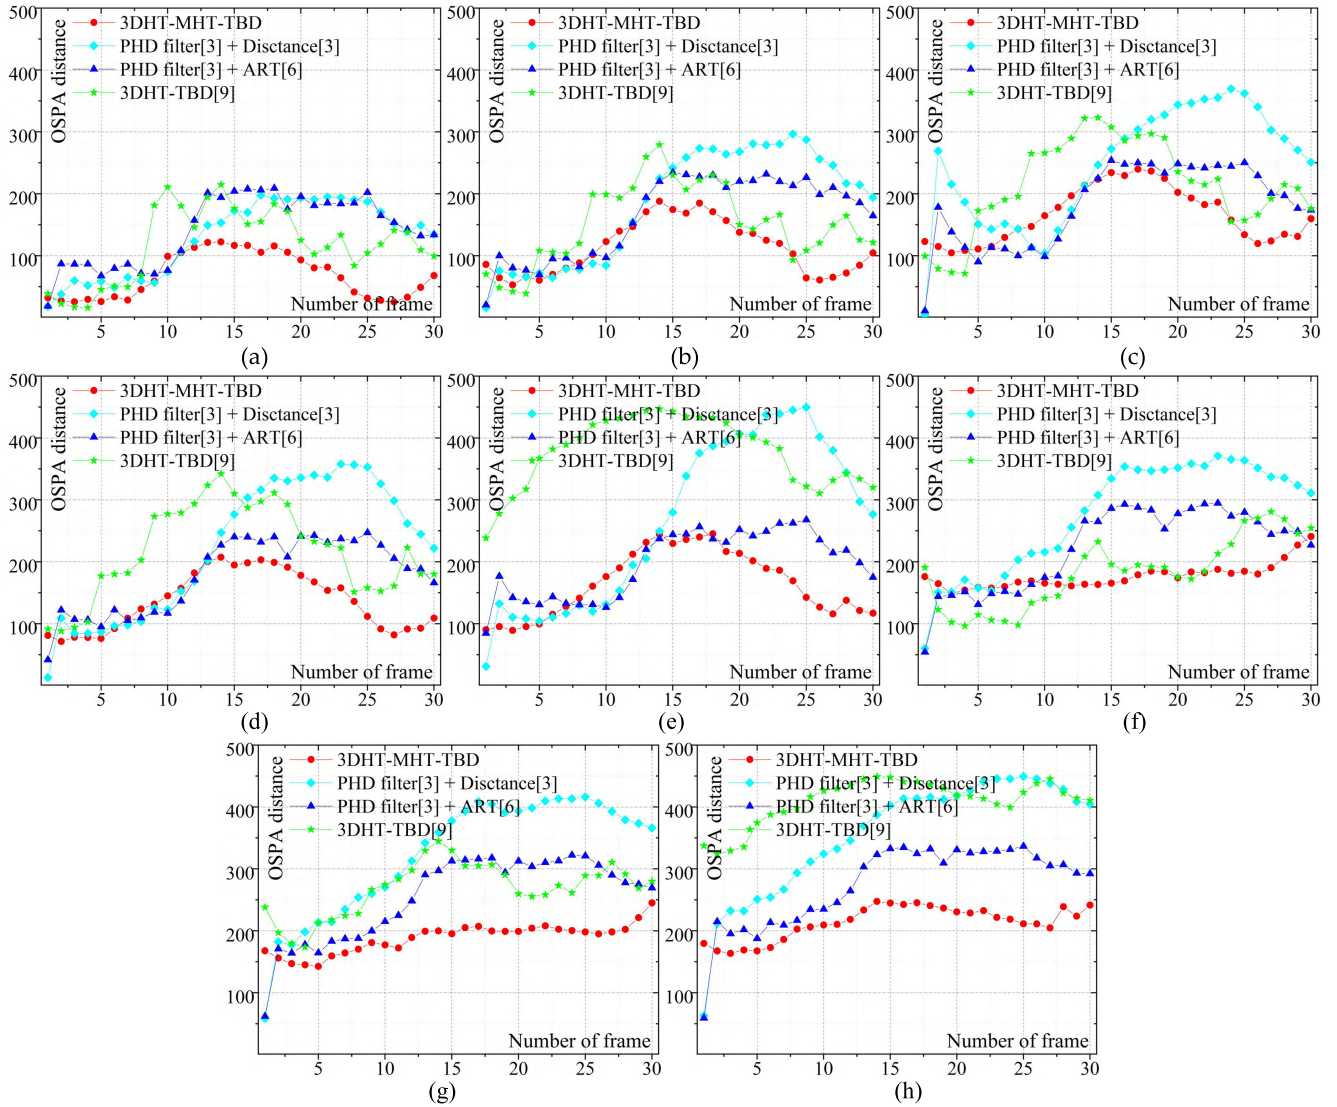 500
400
300
200
100
OSPA distance
3DHT-MHT-TBD
PHD filter[3] + Disctance[3]
PHD filter[3] + ART[6]
3DHT-TBD[9]
Number of frame
5 10 15 20 25 30
(a)
500
400
300
200
100
OSPA distance
3DHT-MHT-TBD
PHD filter[3] + Disctance[3]
PHD filter[3] + ART[6]
3DHT-TBD[9]
Number of frame
5 10 15 20 25 30
(b)
500
400
300
200
100
OSPA distance
3DHT-MHT-TBD
PHD filter[3] + Disctance[3]
PHD filter[3] + ART[6]
3DHT-TBD[9]
Number of frame
5 10 15 20 25 30
(c)
500
400
300
200
100
OSPA distance
3DHT-MHT-TBD
PHD filter[3] + Disctance[3]
PHD filter[3] + ART[6]
3DHT-TBD[9]
Number of frame
5 10 15 20 25 30
(d)
500
400
300
200
100
OSPA distance
3DHT-MHT-TBD
PHD filter[3] + Disctance[3]
PHD filter[3] + ART[6]
3DHT-TBD[9]
Number of frame
5 10 15 20 25 30
(e)
500
400
300
200
100
OSPA distance
3DHT-MHT-TBD
PHD filter[3] + Disctance[3]
PHD filter[3] + ART[6]
3DHT-TBD[9]
Number of frame
5 10 15 20 25 30
(f)
500
400
300
200
100
OSPA distance
3DHT-MHT-TBD
PHD filter[3] + Disctance[3]
PHD filter[3] + ART[6]
3DHT-TBD[9]
Number of frame
5 10 15 20 25 30
(g)
500
400
300
200
100
OSPA distance
3DHT-MHT-TBD
PHD filter[3] + Disctance[3]
PHD filter[3] + ART[6]
3DHT-TBD[9]
Number of frame
5 10 15 20 25 30
(h)